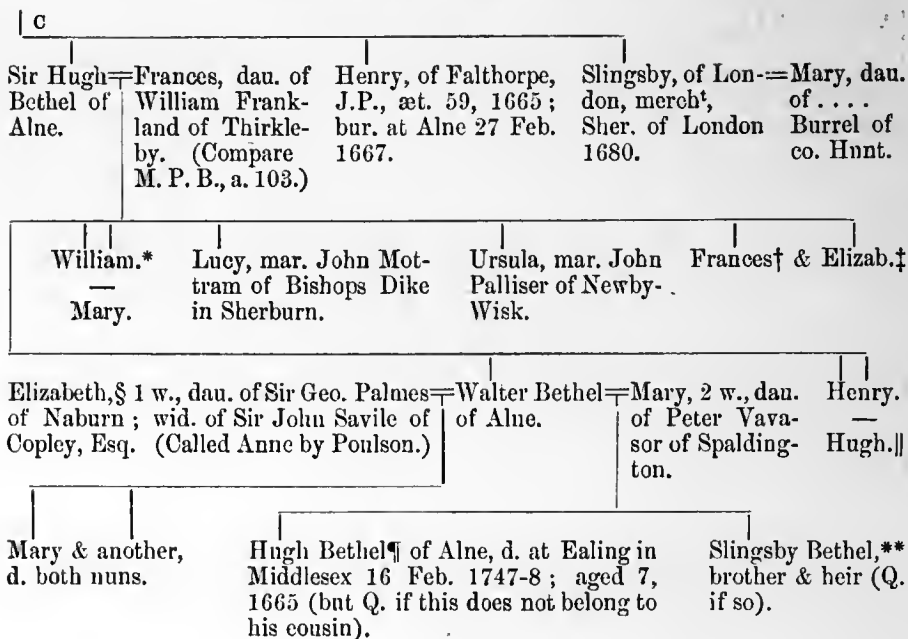 C
Sir Hugh=Frances, dau. of
Bethel of William Frank-
Alne. land of Thirkle-
by. (Compare
M. P. B., a. 103.)
Henry, of Falthorpe,
J.P., æt. 59, 1665;
bur. at Alne 27 Feb.
1667.
Slingsby, of Lon-=Mary, dau.
don, merchᵗ, of . . . .
Sher. of London Burrel of
1680. co. Hunt.
William.*
—
Mary.
Lucy, mar. John Mot-
tram of Bishops Dike
in Sherburn.
Ursula, mar. John
Palliser of Newby-
Wisk.
Frances† & Elizab.‡
Elizabeth,§ 1 w., dau. of Sir Geo. Palmes=Walter Bethel=Mary, 2 w., dau.
of Naburn; wid. of Sir John Savile of of Alne. of Peter Vava-
Copley, Esq. (Called Anne by Poulson.) sor of Spalding-
ton.
Henry.
—
Hugh.||
Mary & another,
d. both nuns.
Hugh Bethel¶ of Alne, d. at Ealing in
Middlesex 16 Feb. 1747-8; aged 7,
1665 (but Q. if this does not belong to
his cousin).
Slingsby Bethel,**
brother & heir (Q.
if so).